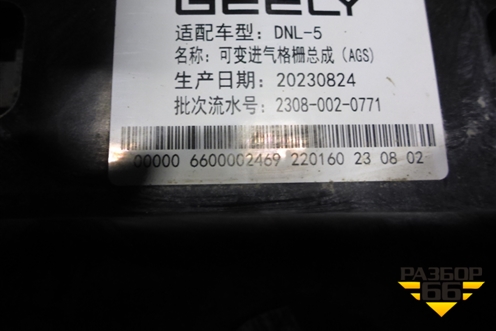 GEELY
适配车型：DNL-5
名称：可变进气格栅总成（AGS）
生产日期：20230824
批次流水号：2308-002-0771
00000 6600002469 220160 23 08 02
РАЗБОР
66